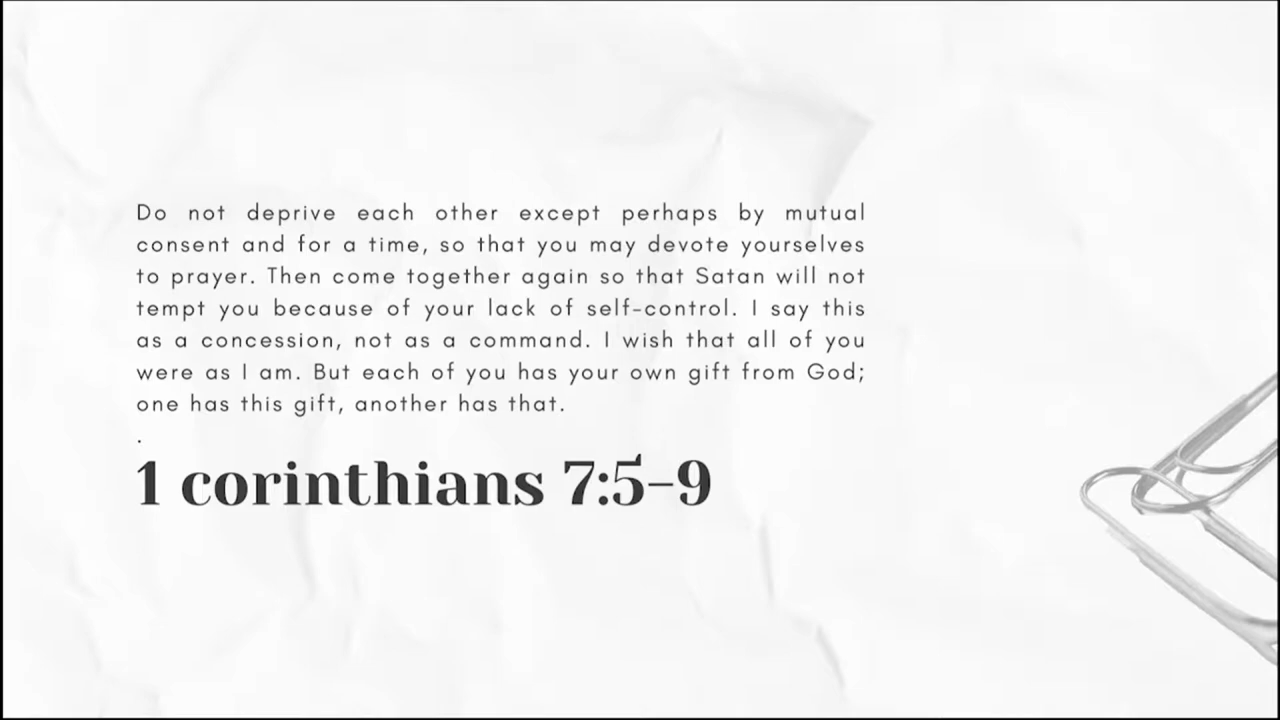 Do not deprive each other except perhaps by mutual
consent and for a time, so that you may devote yourselves
to prayer. Then come together again so that Satan will not
tempt you because of your lack of self-control. I say this
as a concession, not as a command. I wish that all of you
were as I am. But each of you has your own gift from God;
one has this gift, another has that.
.
1 corinthians 7:5-9